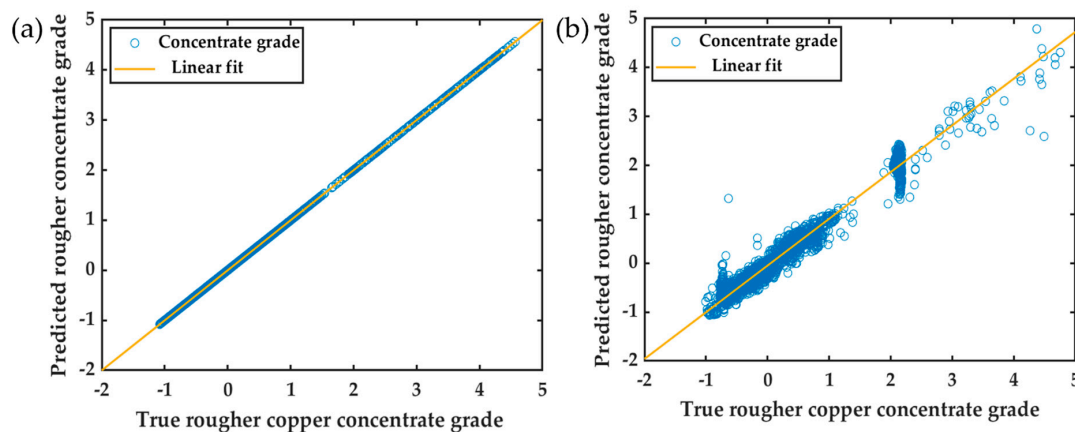 (a)
Predicted rougher concentrate grade
5
4
3
2
1
0
-1
-2
Concentrate grade
Linear fit
-2 -1 0 1 2 3 4 5
True rougher copper concentrate grade
(b)
Predicted rougher concentrate grade
5
4
3
2
1
0
-1
-2
Concentrate grade
Linear fit
-2 -1 0 1 2 3 4 5
True rougher copper concentrate grade